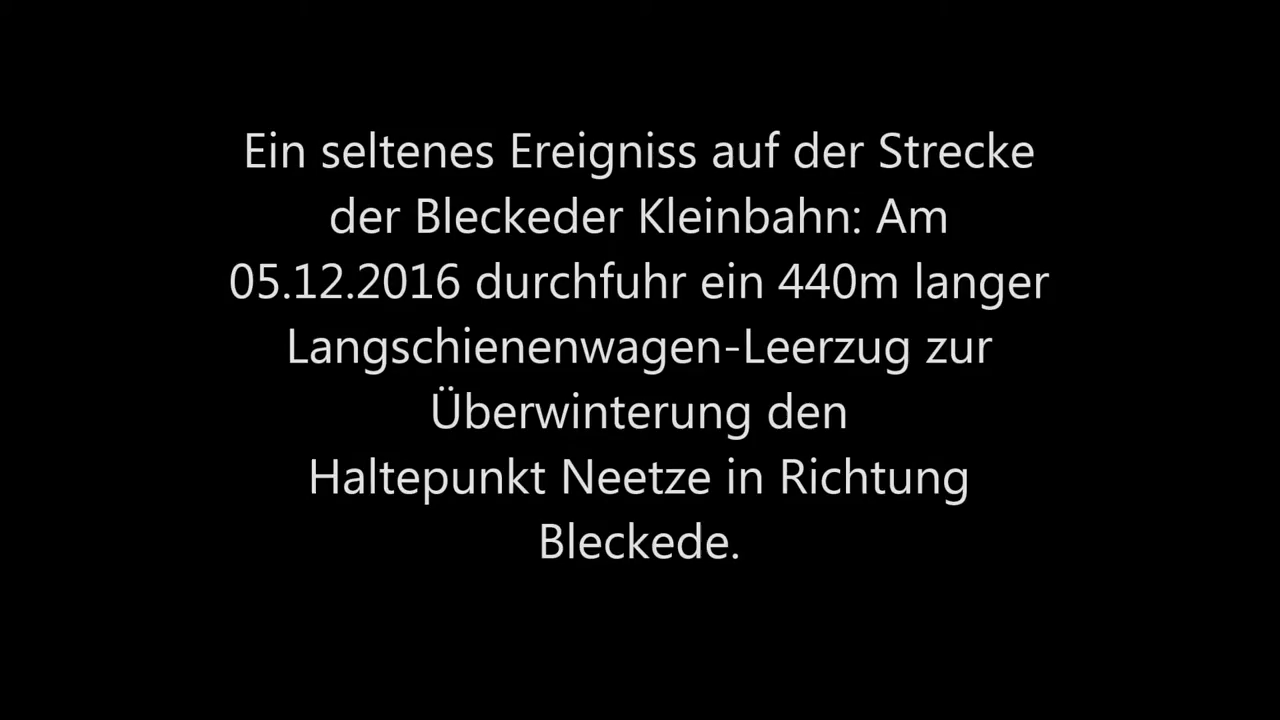 Ein seltenes Ereigniss auf der Strecke
der Bleckeder Kleinbahn: Am
05.12.2016 durchfuhr ein 440m langer
Langschienenwagen-Leerzug zur
Überwinterung den
Haltepunkt Neetze in Richtung
Bleckede.